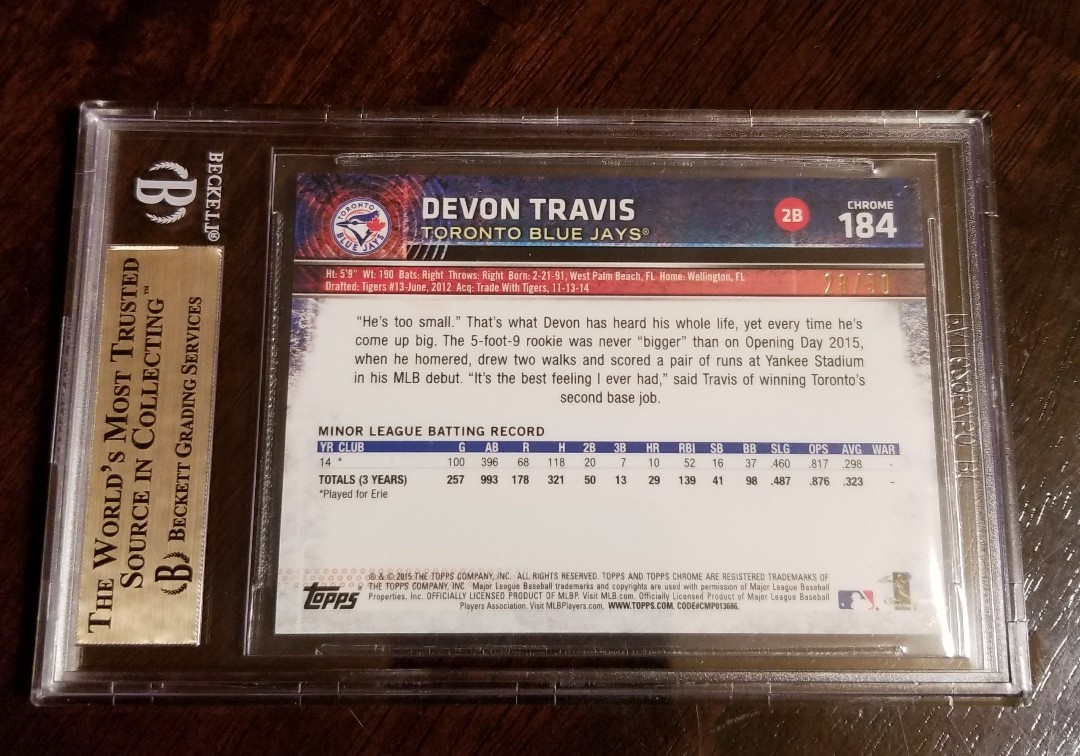 BECKETT®
B
THE WORLD'S MOST TRUSTED
SOURCE IN COLLECTING™
B BECKETT GRADING SERVICES
TORONTO
BLUE JAYS
DEVON TRAVIS
TORONTO BLUE JAYS®
2B
CHROME
184
Ht: 5'9" Wt: 190 Bats: Right Throws: Right Born: 2-21-91, West Palm Beach, FL Home: Wellington, FL
Drafted: Tigers #13-June, 2012 Acq: Trade With Tigers, 11-13-14
"He's too small." That's what Devon has heard his whole life, yet every time he's
come up big. The 5-foot-9 rookie was never "bigger" than on Opening Day 2015,
when he homered, drew two walks and scored a pair of runs at Yankee Stadium
in his MLB debut. "It's the best feeling I ever had," said Travis of winning Toronto's
second base job.
MINOR LEAGUE BATTING RECORD
YR CLUB G AB R H 2B 3B HR RBI SB BB SLG OPS AVG WAR
14 * 100 396 68 118 20 7 10 52 16 37 .460 .817 .298 -
TOTALS (3 YEARS) 257 993 178 321 50 13 29 139 41 98 .487 .876 .323 -
*Played for Erie
Topps
® & © 2015 THE TOPPS COMPANY, INC. ALL RIGHTS RESERVED. TOPPS AND TOPPS CHROME ARE REGISTERED TRADEMARKS OF
THE TOPPS COMPANY, INC. Major League Baseball trademarks and copyrights are used with permission of Major League Baseball
Properties, Inc. OFFICIALLY LICENSED PRODUCT OF MLBP. Visit MLB.com. Officially Licensed Product of Major League Baseball
Players Association. Visit MLBPlayers.com. WWW.TOPPS.COM. CODE#CMP013686.